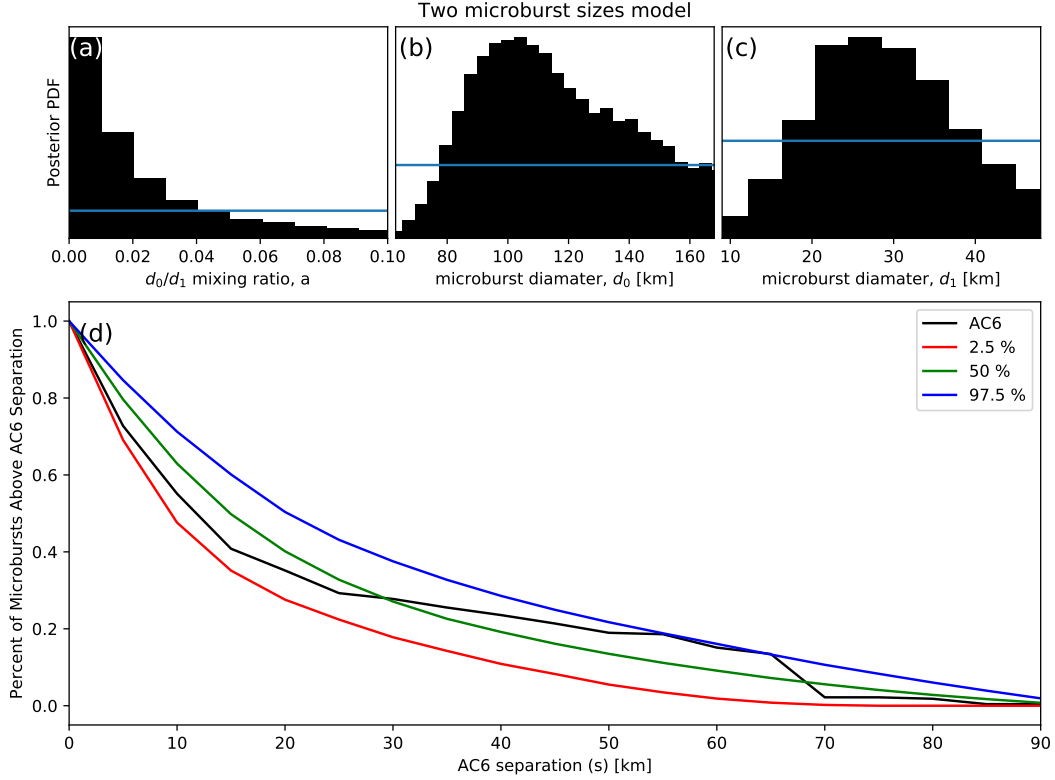 Two microburst sizes model
(a)
(b)
(c)
Posterior PDF
0.00 0.02 0.04 0.06 0.08 0.10
80 100 120 140 160
10 20 30 40
d0/d1 mixing ratio, a
microburst diamater, d0 [km]
microburst diamater, d1 [km]
(d)
AC6
2.5 %
50 %
97.5 %
Percent of Microbursts Above AC6 Separation
1.0
0.8
0.6
0.4
0.2
0.0
0 10 20 30 40 50 60 70 80 90
AC6 separation (s) [km]